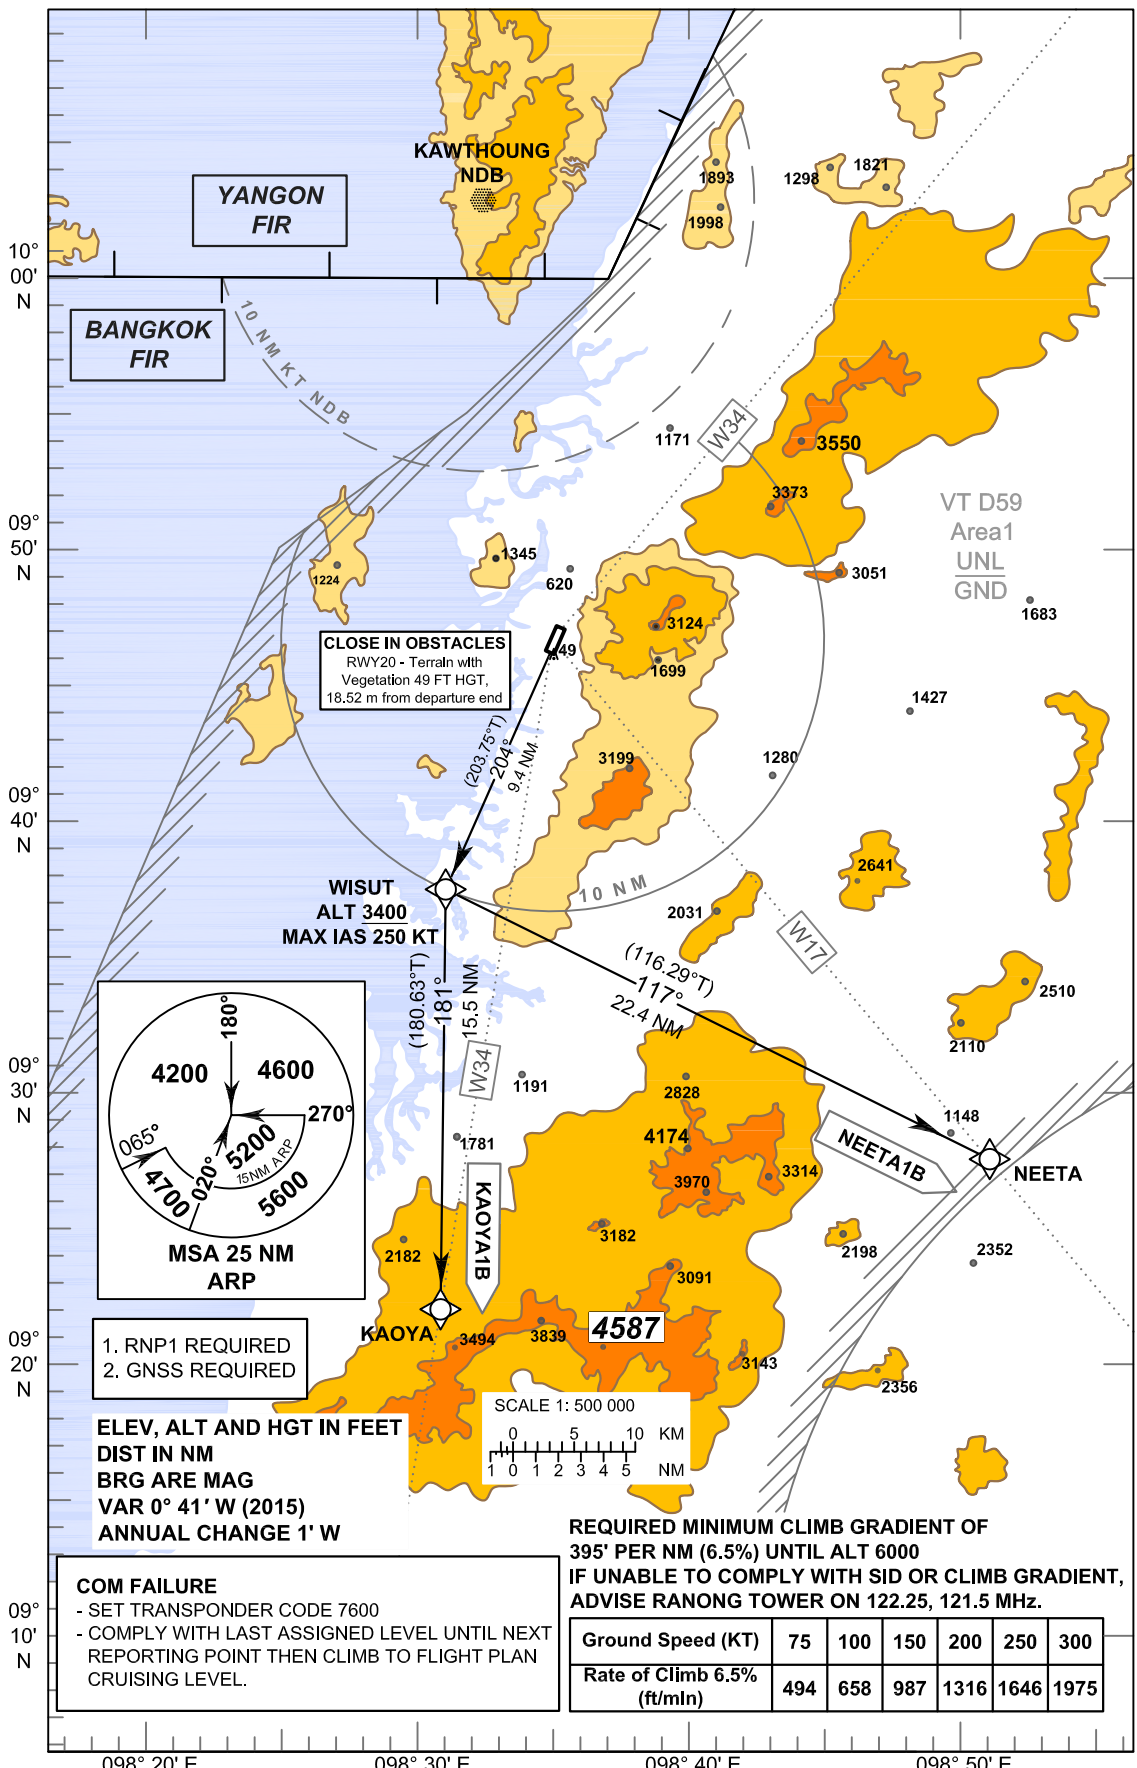 KAWTHOUNG
NDB
YANGON
FIR
1893
1998
1298
1821
10°
00'
N
BANGKOK
FIR
10 NM KT NDB
1171
W34
3550
3373
09°
50'
N
VT D59
Area1
UNL
GND
1345
1224
620
3051
1683
3124
CLOSE IN OBSTACLES
RWY20 - Terrain with
Vegetation 49 FT HGT,
18.52 m from departure end
49
1699
1427
(203.75°T)
204°
9.4 NM
3199
1280
09°
40'
N
2641
WISUT
ALT 3400
MAX IAS 250 KT
10 NM
2031
W17
(116.29°T)
117°
22.4 NM
(180.63°T)
181°
15.5 NM
2510
2110
W34
180°
4200
4600
270°
065°
020°
5200
15NM ARP
4700
5600
MSA 25 NM
ARP
09°
30'
N
1191
2828
1148
1781
4174
NEETA1B
NEETA
3970
3314
KAOYA1B
2182
3182
2198
2352
3091
KAOYA
3494
3839
4587
3143
09°
20'
N
2356
1. RNP1 REQUIRED
2. GNSS REQUIRED
SCALE 1: 500 000
0 5 10 KM
1 0 1 2 3 4 5 NM
ELEV, ALT AND HGT IN FEET
DIST IN NM
BRG ARE MAG
VAR 0° 41' W (2015)
ANNUAL CHANGE 1' W
REQUIRED MINIMUM CLIMB GRADIENT OF
395' PER NM (6.5%) UNTIL ALT 6000
IF UNABLE TO COMPLY WITH SID OR CLIMB GRADIENT,
ADVISE RANONG TOWER ON 122.25, 121.5 MHz.
COM FAILURE
- SET TRANSPONDER CODE 7600
- COMPLY WITH LAST ASSIGNED LEVEL UNTIL NEXT
REPORTING POINT THEN CLIMB TO FLIGHT PLAN
CRUISING LEVEL.
09°
10'
N
Ground Speed (KT) 75 100 150 200 250 300
Rate of Climb 6.5%
(ft/min) 494 658 987 1316 1646 1975
098° 20' E 098° 30' E 098° 40' E 098° 50' E